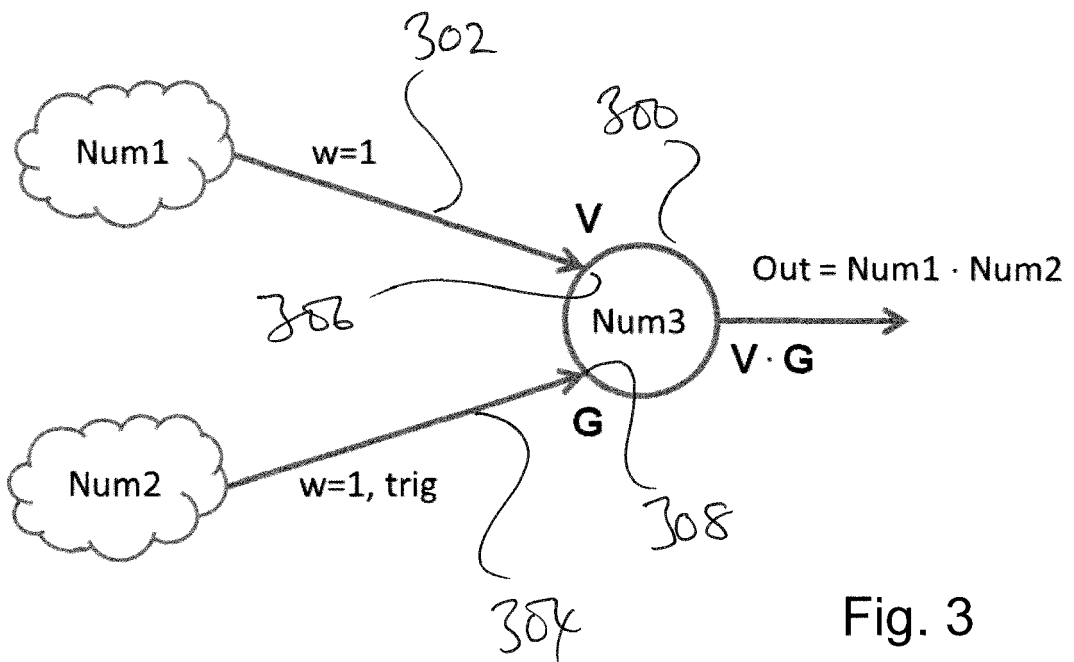 302
300
Num1
w=1
V
Out = Num1 · Num2
306
Num3
V · G
G
Num2
w=1, trig
308
304
Fig. 3